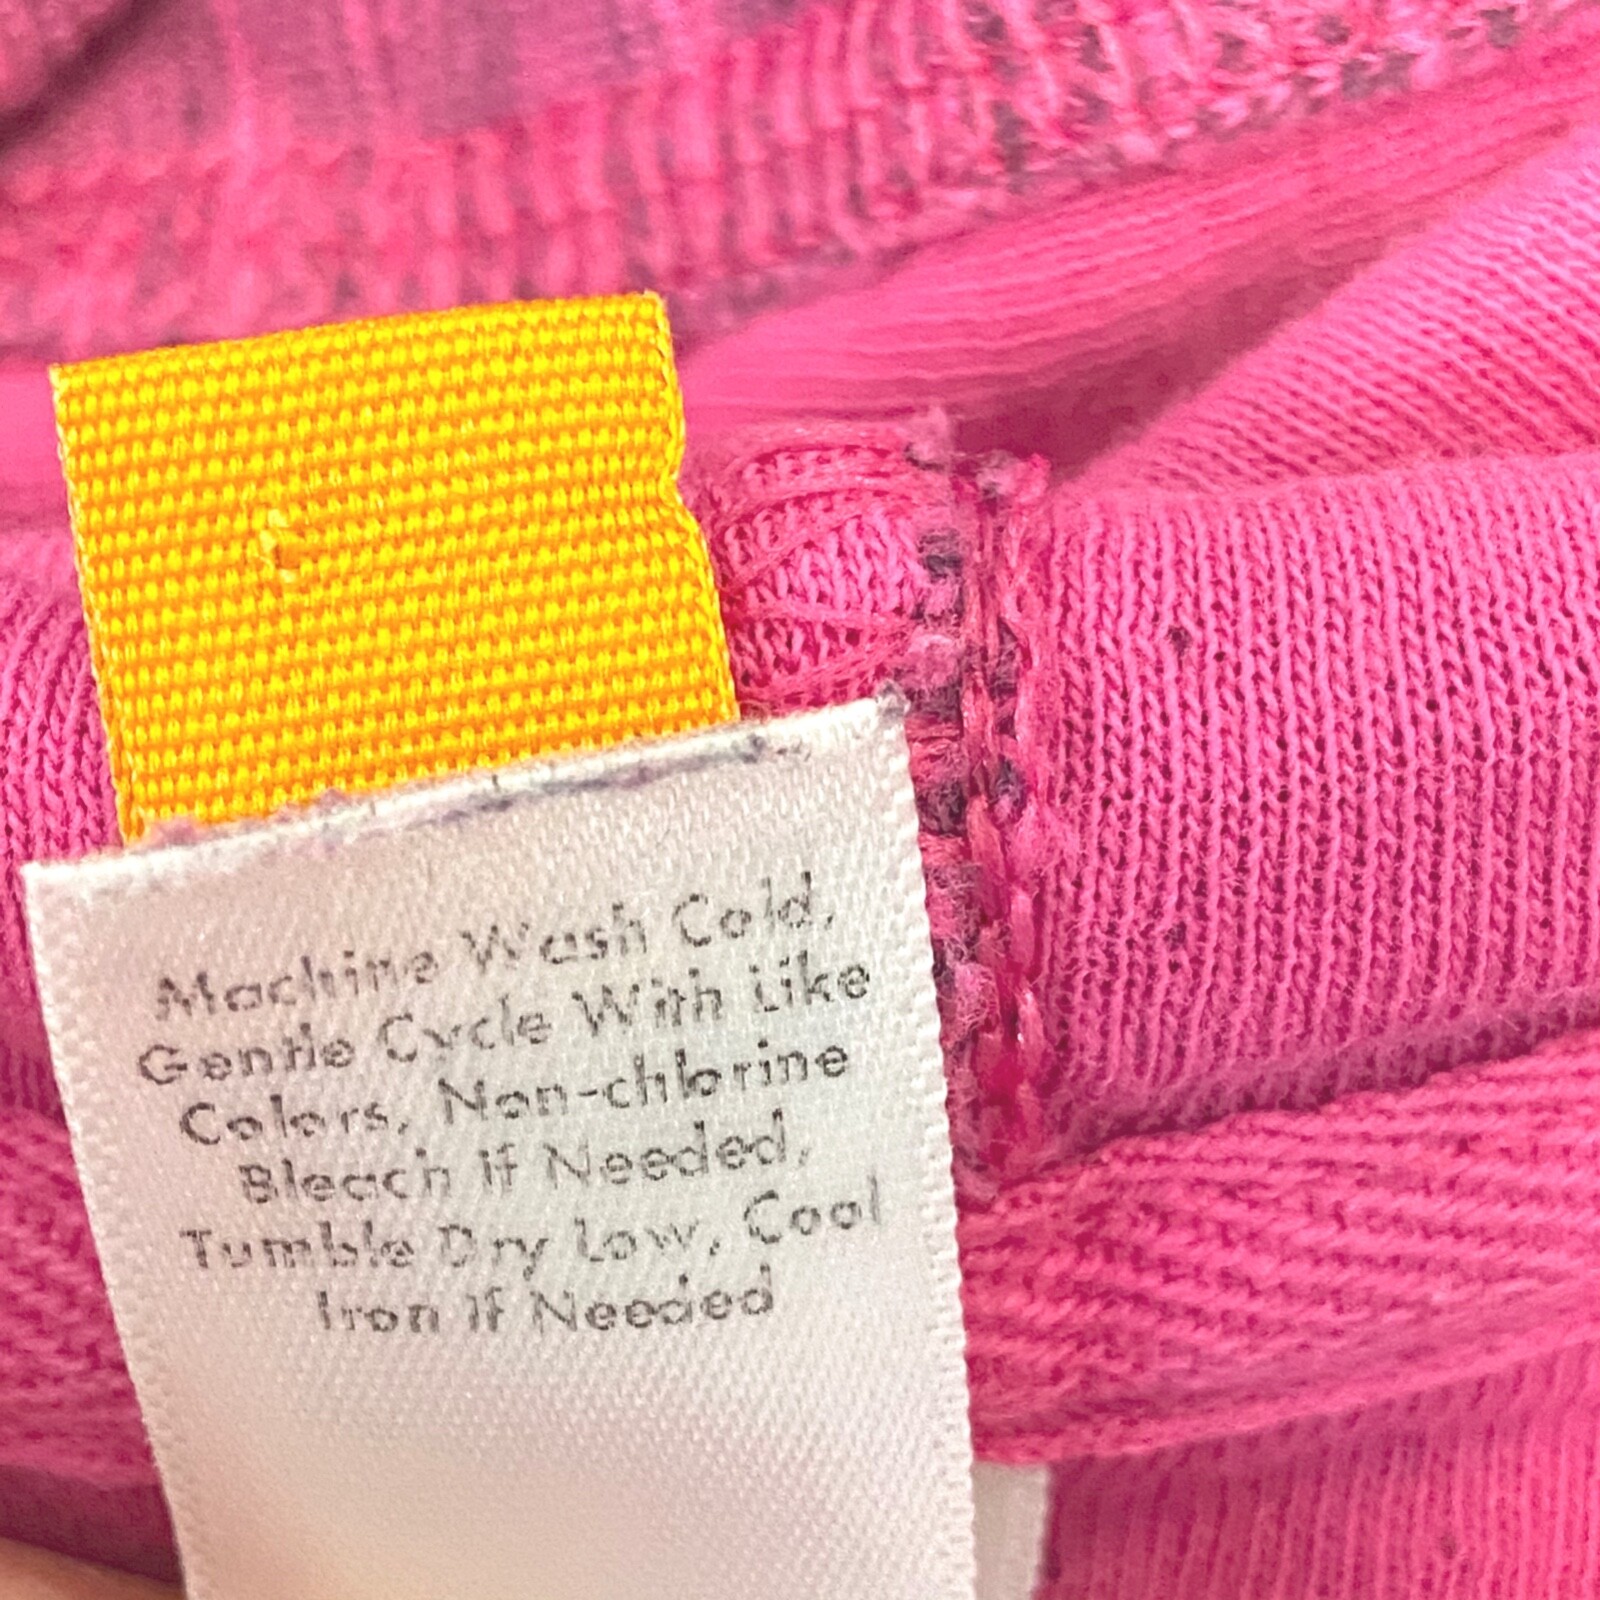 Machine Wash Cold,
Gentle Cycle With Like
Colors, Non-chlorine
Bleach if Needed,
Tumble Dry Low, Cool
Iron if Needed